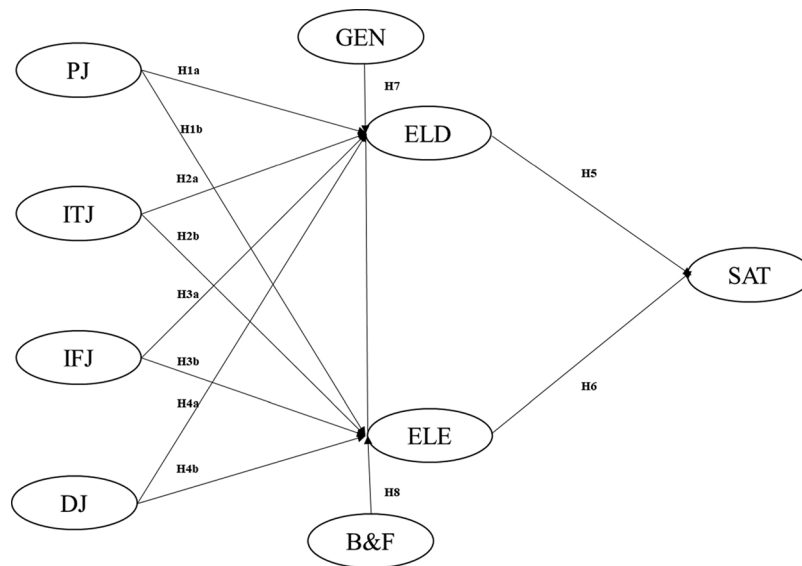 GEN
PJ
H1a
H7
H1b
ELD
H2a
H5
ITJ
H2b
SAT
H3a
IFJ
H3b
H6
H4a
ELE
H4b
H8
DJ
B&F